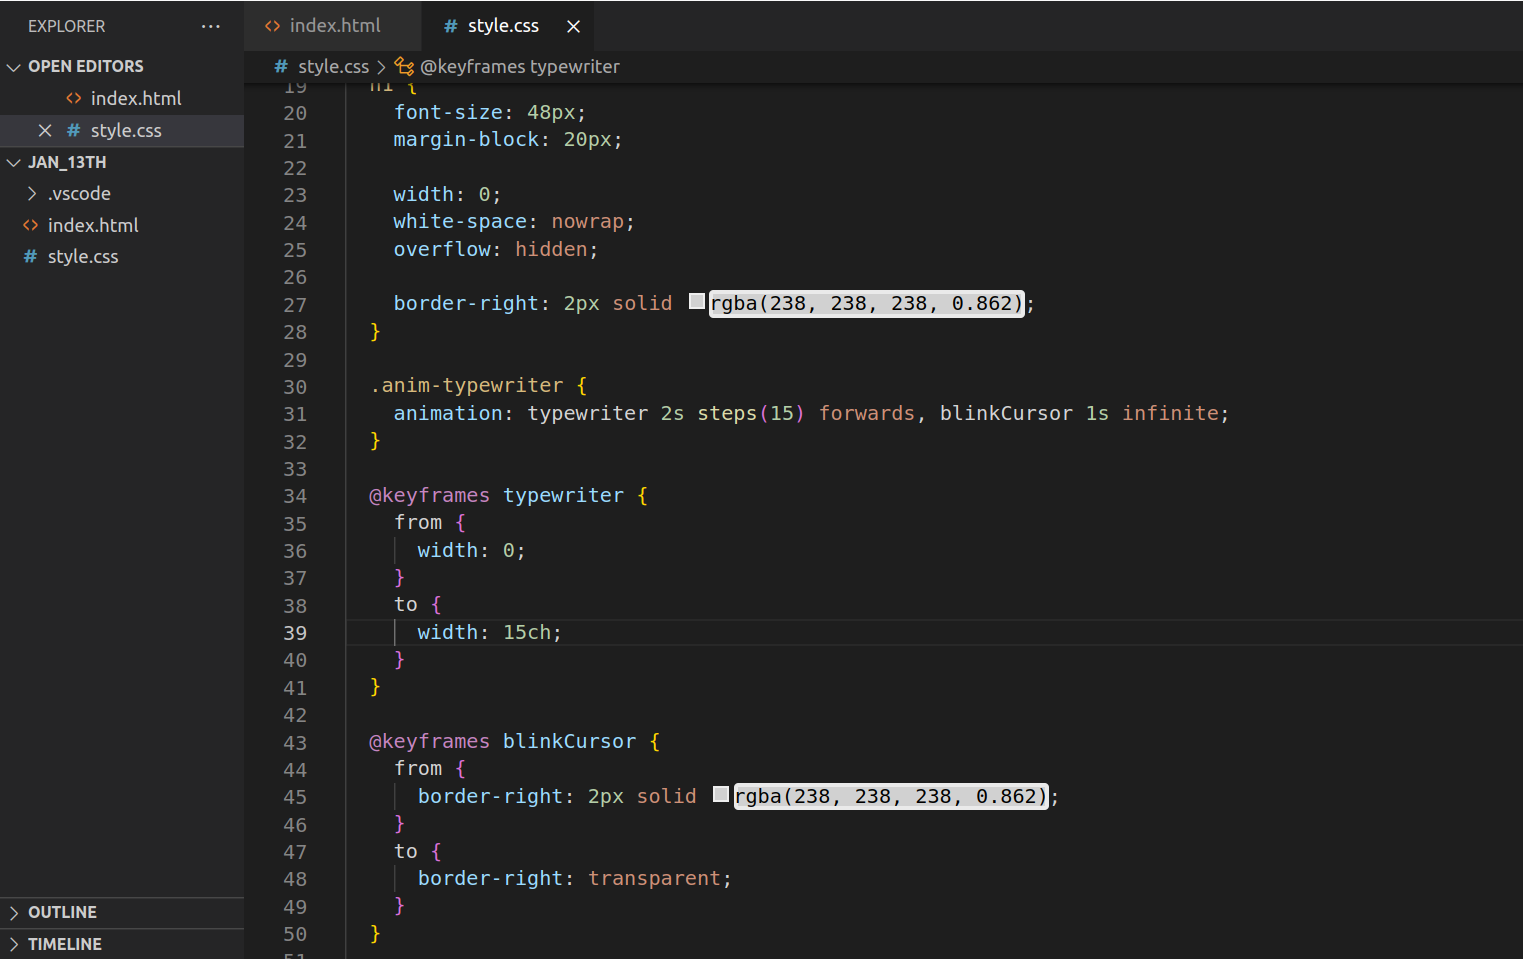 EXPLORER ...
OPEN EDITORS
index.html
# style.css
JAN_13TH
.vscode
index.html
# style.css
OUTLINE
TIMELINE
index.html # style.css
# style.css > @keyframes typewriter
19 h1 {
20 font-size: 48px;
21 margin-block: 20px;
22
23 width: 0;
24 white-space: nowrap;
25 overflow: hidden;
26
27 border-right: 2px solid rgba(238, 238, 238, 0.862);
28 }
29
30 .anim-typewriter {
31 animation: typewriter 2s steps(15) forwards, blinkCursor 1s infinite;
32 }
33
34 @keyframes typewriter {
35 from {
36 width: 0;
37 }
38 to {
39 width: 15ch;
40 }
41 }
42
43 @keyframes blinkCursor {
44 from {
45 border-right: 2px solid rgba(238, 238, 238, 0.862);
46 }
47 to {
48 border-right: transparent;
49 }
50 }
51